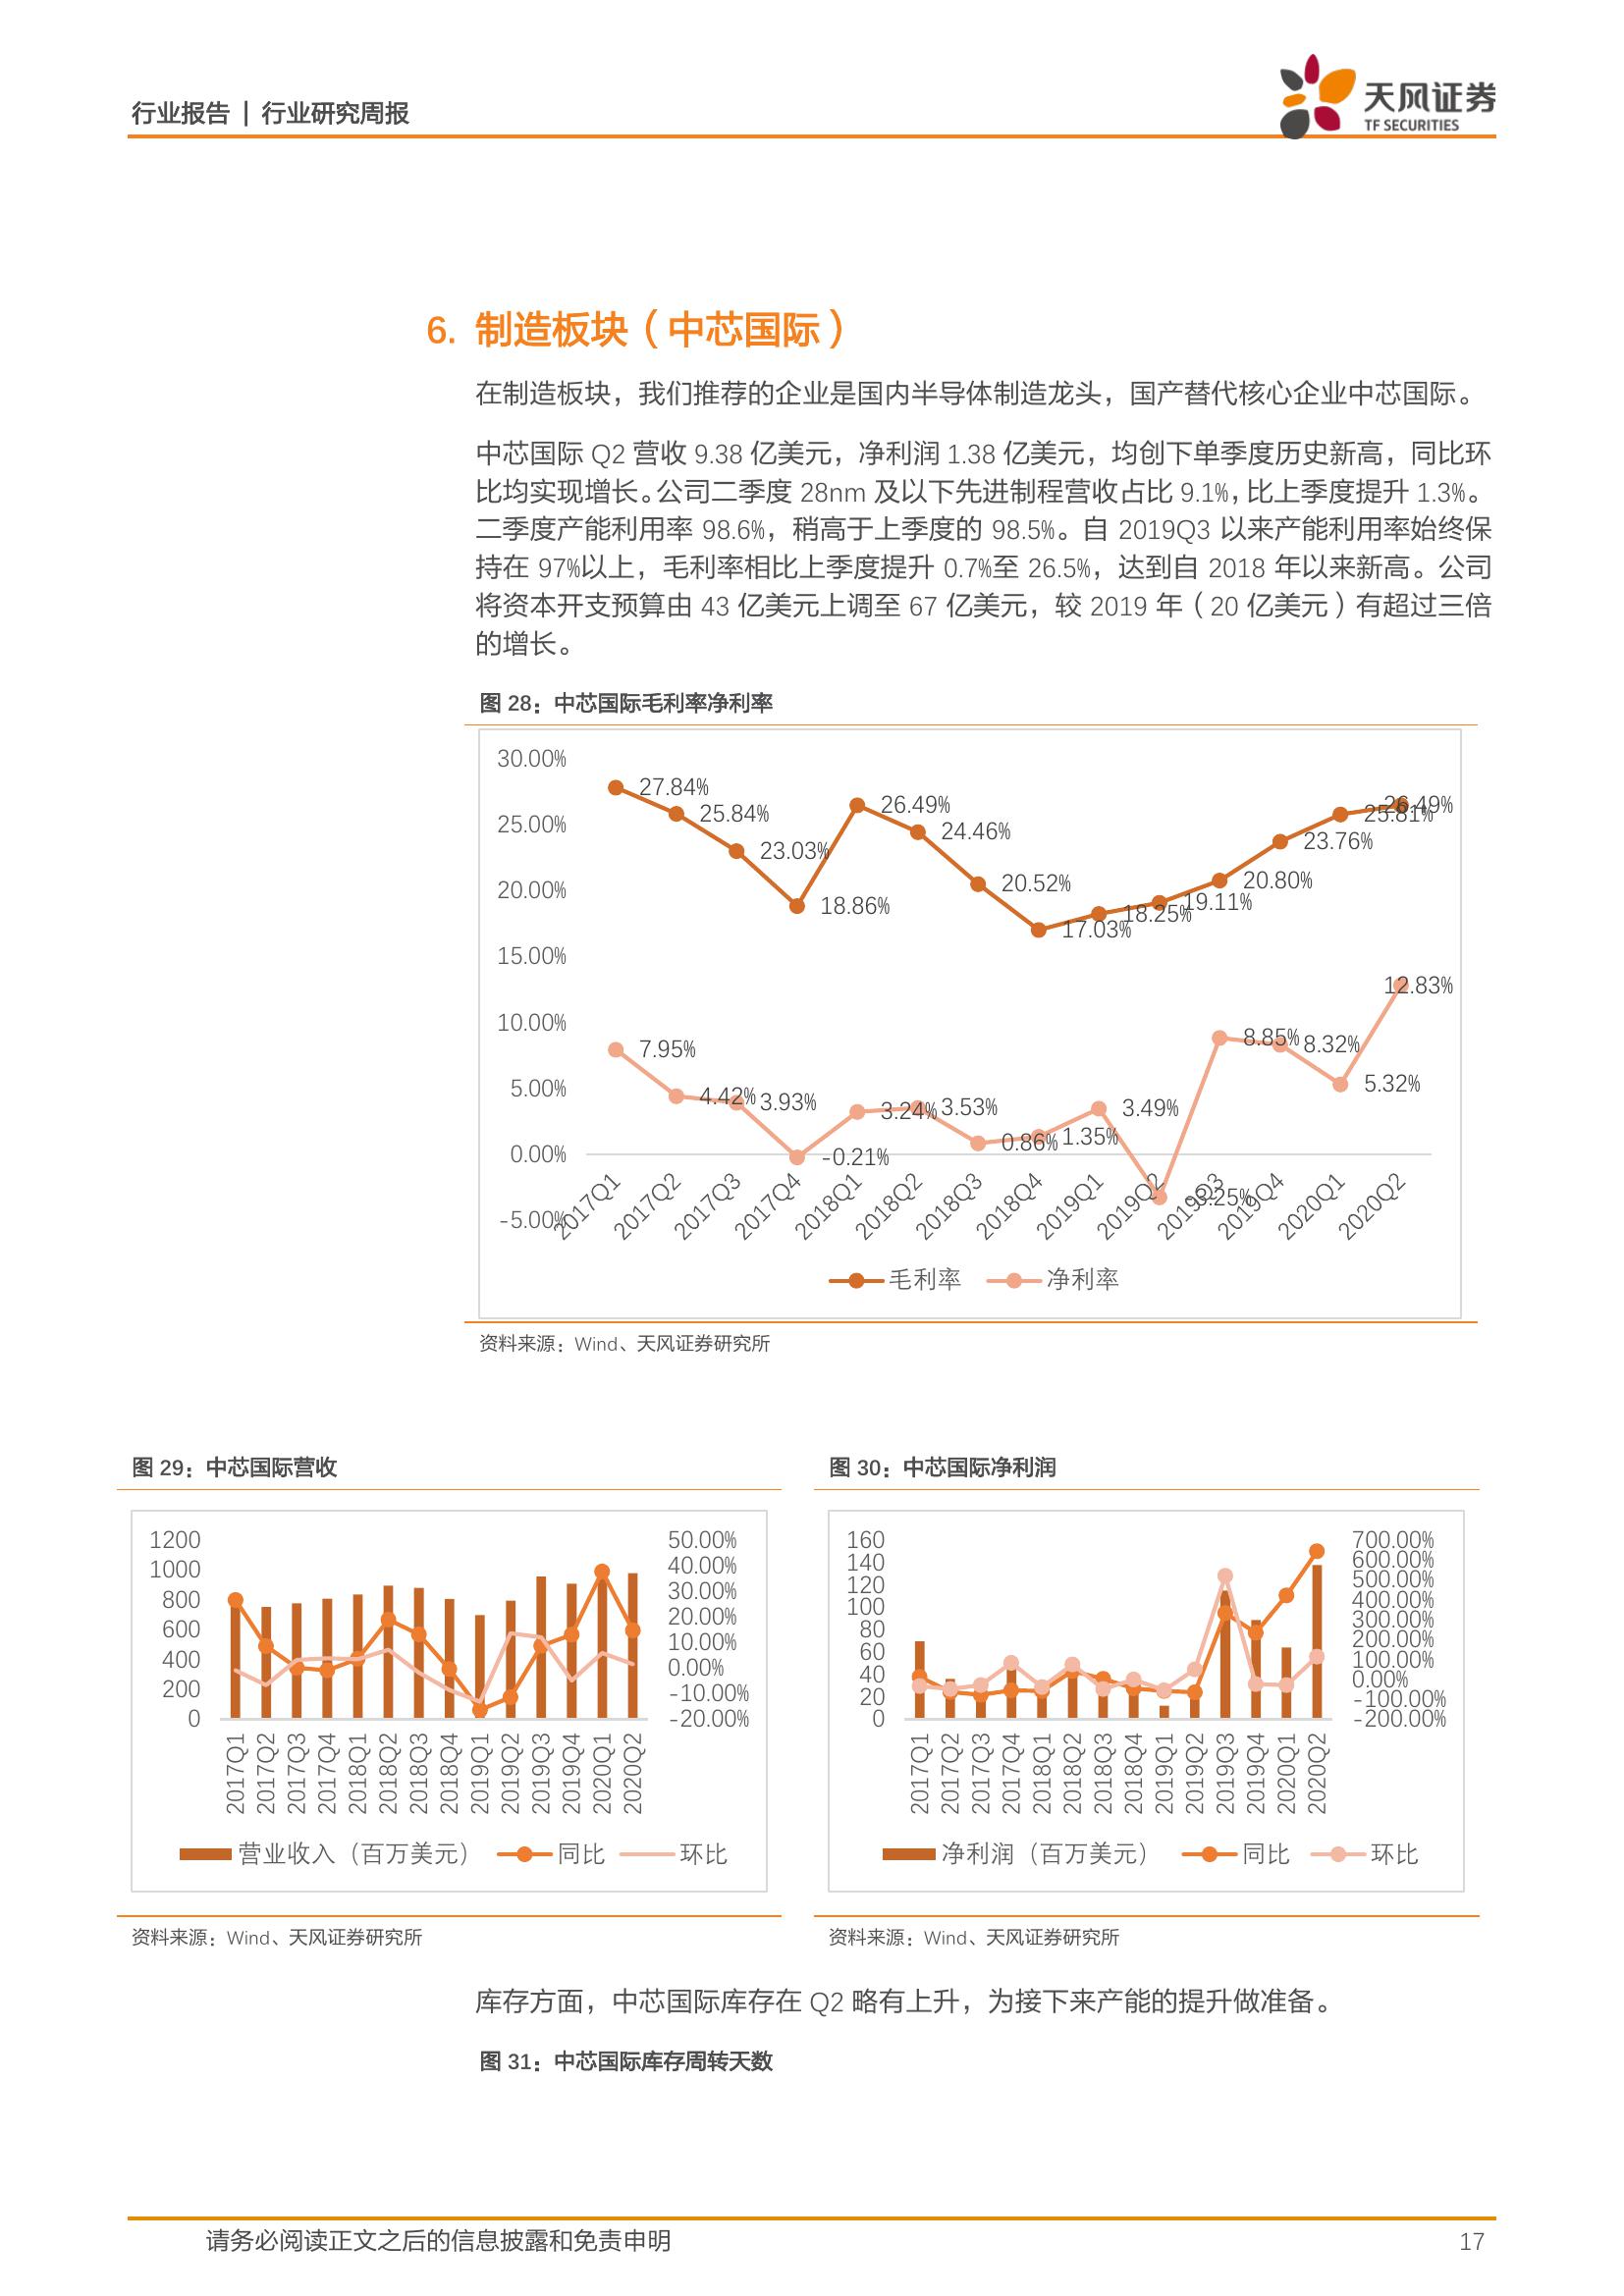 行业报告 | 行业研究周报
天风证券
TF SECURITIES
6. 制造板块（中芯国际）
在制造板块，我们推荐的企业是国内半导体制造龙头，国产替代核心企业中芯国际。
中芯国际 Q2 营收 9.38 亿美元，净利润 1.38 亿美元，均创下单季度历史新高，同比环
比均实现增长。公司二季度 28nm 及以下先进制程营收占比 9.1%，比上季度提升 1.3%。
二季度产能利用率 98.6%，稍高于上季度的 98.5%。自 2019Q3 以来产能利用率始终保
持在 97%以上，毛利率相比上季度提升 0.7%至 26.5%，达到自 2018 年以来新高。公司
将资本开支预算由 43 亿美元上调至 67 亿美元，较 2019 年（20 亿美元）有超过三倍
的增长。
图 28：中芯国际毛利率净利率
30.00%
25.00%
20.00%
15.00%
10.00%
5.00%
0.00%
-5.00%
27.84%
25.84%
23.03%
18.86%
26.49%
24.46%
20.52%
17.03%
18.25%
19.11%
20.80%
23.76%
25.81%
26.49%
7.95%
4.42%
3.93%
-0.21%
3.24%
3.53%
0.86%
1.35%
3.49%
-3.25%
8.85%
8.32%
5.32%
12.83%
2017Q1
2017Q2
2017Q3
2017Q4
2018Q1
2018Q2
2018Q3
2018Q4
2019Q1
2019Q2
2019Q3
2019Q4
2020Q1
2020Q2
毛利率 净利率
资料来源：Wind、天风证券研究所
图 29：中芯国际营收
1200
1000
800
600
400
200
0
50.00%
40.00%
30.00%
20.00%
10.00%
0.00%
-10.00%
-20.00%
2017Q1
2017Q2
2017Q3
2017Q4
2018Q1
2018Q2
2018Q3
2018Q4
2019Q1
2019Q2
2019Q3
2019Q4
2020Q1
2020Q2
营业收入（百万美元） 同比 环比
资料来源：Wind、天风证券研究所
图 30：中芯国际净利润
160
140
120
100
80
60
40
20
0
700.00%
600.00%
500.00%
400.00%
300.00%
200.00%
100.00%
0.00%
-100.00%
-200.00%
2017Q1
2017Q2
2017Q3
2017Q4
2018Q1
2018Q2
2018Q3
2018Q4
2019Q1
2019Q2
2019Q3
2019Q4
2020Q1
2020Q2
净利润（百万美元） 同比 环比
资料来源：Wind、天风证券研究所
库存方面，中芯国际库存在 Q2 略有上升，为接下来产能的提升做准备。
图 31：中芯国际库存周转天数
请务必阅读正文之后的信息披露和免责申明
17